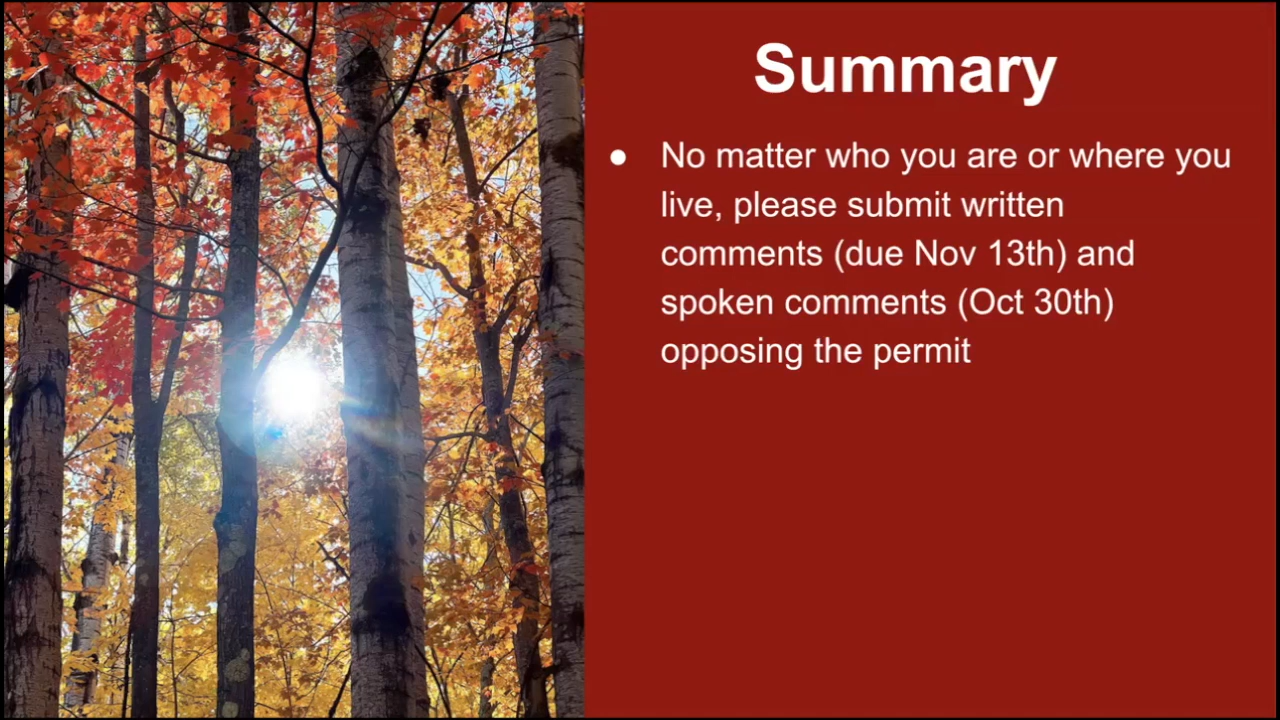 Summary
● No matter who you are or where you
live, please submit written
comments (due Nov 13th) and
spoken comments (Oct 30th)
opposing the permit